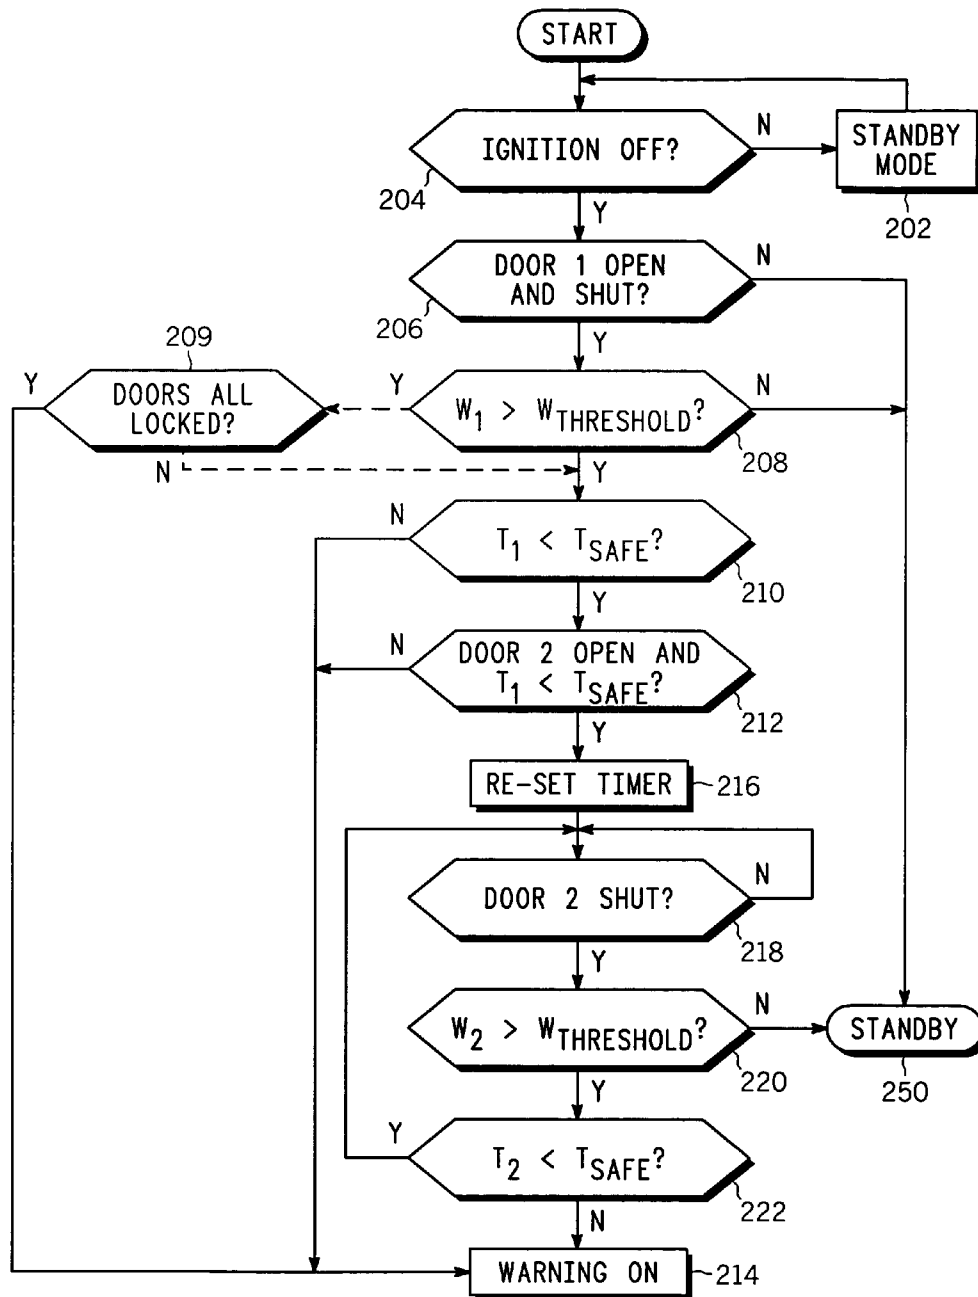 START
IGNITION OFF?
N
STANDBY
MODE
204
Y
202
DOOR 1 OPEN
AND SHUT?
N
206
Y
209
Y
DOORS ALL
LOCKED?
Y
W1 > WTHRESHOLD?
N
208
N
Y
N
T1 < TSAFE?
210
Y
N
DOOR 2 OPEN AND
T1 < TSAFE?
212
Y
RE-SET TIMER
216
DOOR 2 SHUT?
N
218
Y
W2 > WTHRESHOLD?
N
STANDBY
220
250
Y
Y
T2 < TSAFE?
222
N
WARNING ON
214